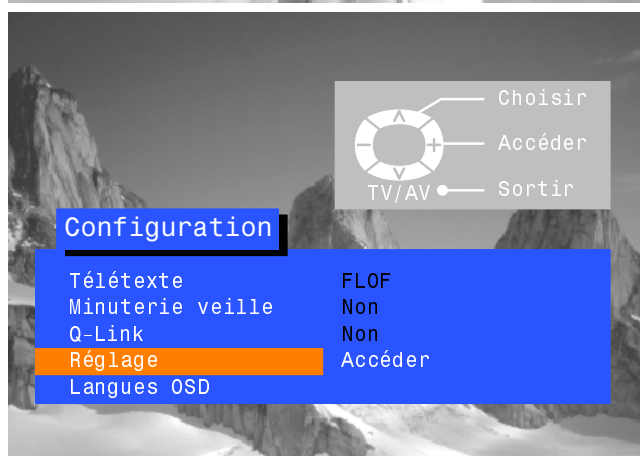 Choisir
Accéder
TV/AV Sortir
Configuration
Télétexte FLOF
Minuterie veille Non
Q-Link Non
Réglage Accéder
Langues OSD